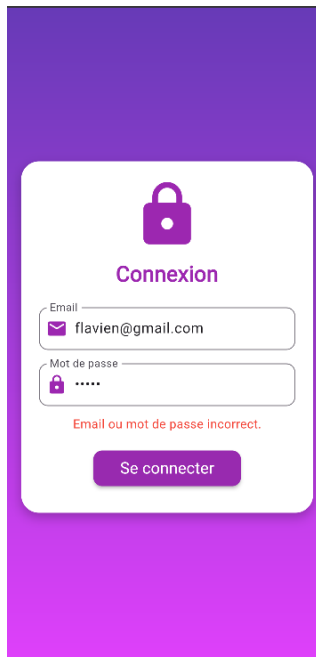 Connexion
Email
flavien@gmail.com
Mot de passe
•••••
Email ou mot de passe incorrect.
Se connecter